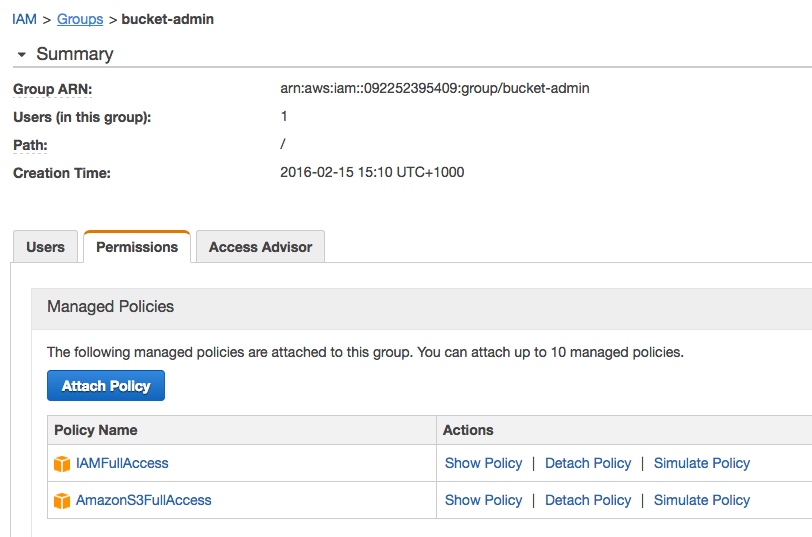 IAM > Groups > bucket-admin
Summary
Group ARN: arn:aws:iam::092252395409:group/bucket-admin
Users (in this group): 1
Path: /
Creation Time: 2016-02-15 15:10 UTC+1000
Users Permissions Access Advisor
Managed Policies
The following managed policies are attached to this group. You can attach up to 10 managed policies.
Attach Policy
Policy Name Actions
IAMFullAccess Show Policy | Detach Policy | Simulate Policy
AmazonS3FullAccess Show Policy | Detach Policy | Simulate Policy